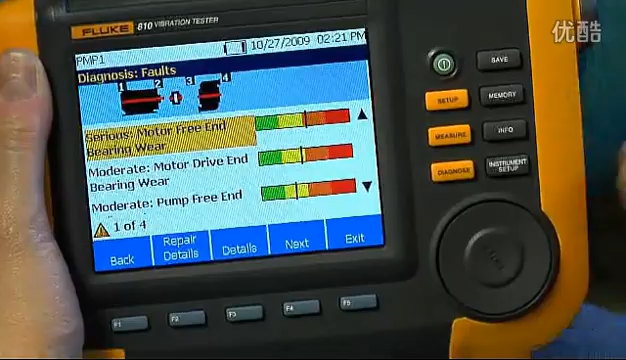 FLUKE 810 VIBRATION TESTER
优酷
PMP1 10/27/2009 02:21 PM
Diagnosis: Faults
1 2 3 4
Serious: Motor Free End
Bearing Wear
Moderate: Motor Drive End
Bearing Wear
Moderate: Pump Free End
1 of 4
Back
Repair
Details
Details
Next
Exit
F1 F2 F3 F4 F5
SAVE
SETUP
MEMORY
MEASURE
INFO
DIAGNOSE
INSTRUMENT
SETUP